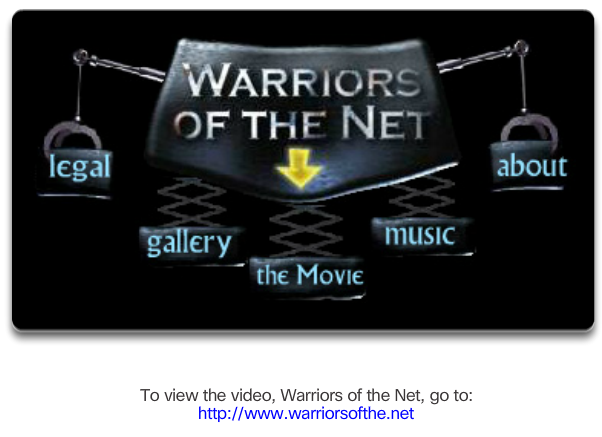 WARRIORS
OF THE NET
legal
about
gallery
music
the Movie
To view the video, Warriors of the Net, go to:
http://www.warriorsofthe.net